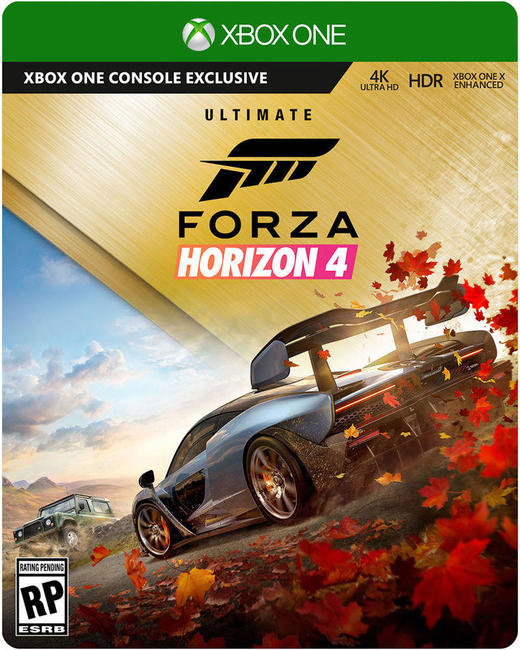 XBOX ONE
XBOX ONE CONSOLE EXCLUSIVE
4K
ULTRA HD
HDR
XBOX ONE X
ENHANCED
ULTIMATE
FORZA
HORIZON 4
RATING PENDING
RP
ESRB